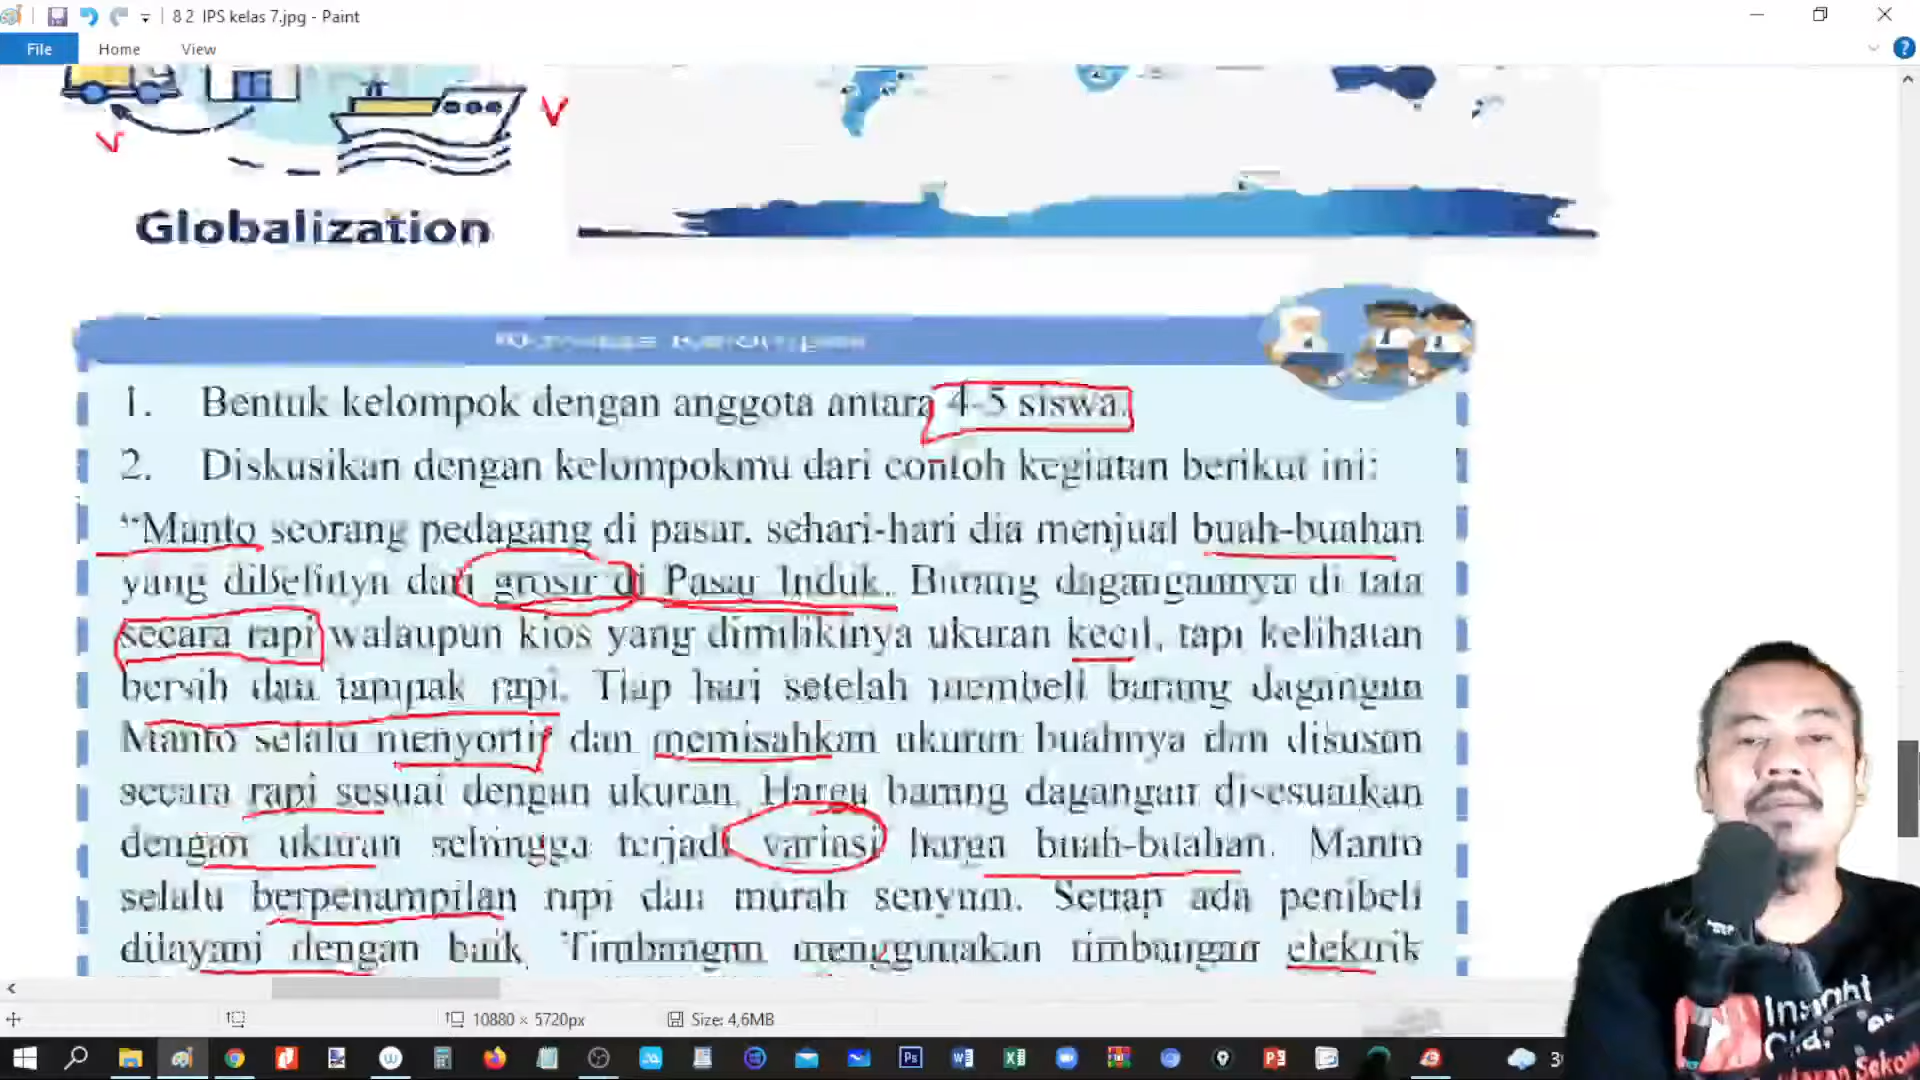 8 2 IPS kelas 7.jpg - Paint
File Home View
Globalization
1. Bentuk kelompok dengan anggota antara 4-5 siswa.
2. Diskusikan dengan kelompokmu dari contoh kegiatan berikut ini:
"Manto seorang pedagang di pasar, sehari-hari dia menjual buah-buahan
yang dibelinya dari grosir di Pasar Induk. Barang dagangannya di tata
secara rapi walaupun kios yang dimilikinya ukuran kecil, tapi kelihatan
bersih dan tampak rapi. Tiap hari setelah membeli barang dagangan
Manto selalu menyortir dan memisahkan ukuran buahnya dan disusun
secara rapi sesuai dengan ukuran. Harga barang dagangan disesuaikan
dengan ukuran sehingga terjadi variasi harga buah-buahan. Manto
selalu berpenampilan rapi dan murah senyum. Setiap ada pembeli
dilayani dengan baik. Timbangan menggunakan timbangan elektrik
10880 × 5720px
Size: 4,6MB
Insight